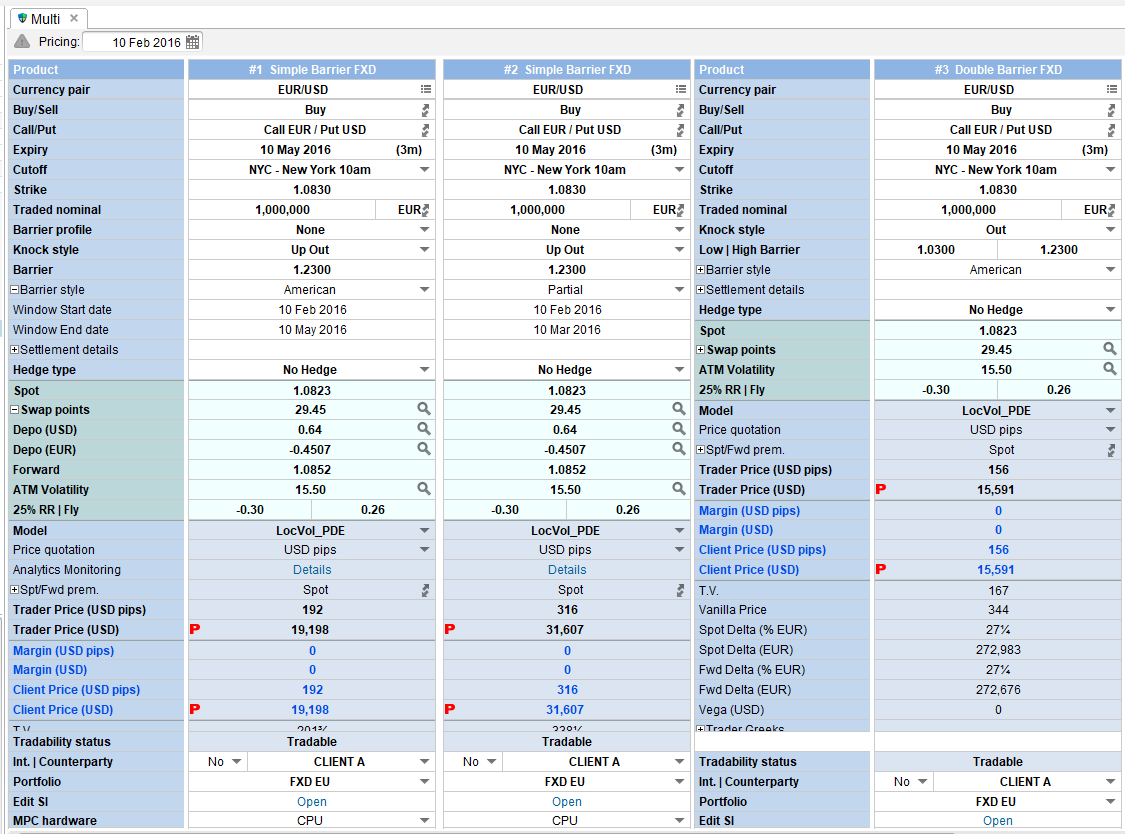 Multi
Pricing: 10 Feb 2016
Product #1 Simple Barrier FXD #2 Simple Barrier FXD Product #3 Double Barrier FXD
Currency pair EUR/USD EUR/USD Currency pair EUR/USD
Buy/Sell Buy Buy Buy/Sell Buy
Call/Put Call EUR / Put USD Call EUR / Put USD Call/Put Call EUR / Put USD
Expiry 10 May 2016 (3m) 10 May 2016 (3m) Expiry 10 May 2016 (3m)
Cutoff NYC - New York 10am NYC - New York 10am Cutoff NYC - New York 10am
Strike 1.0830 1.0830 Strike 1.0830
Traded nominal 1,000,000 EUR 1,000,000 EUR Traded nominal 1,000,000 EUR
Barrier profile None None Knock style Out
Knock style Up Out Up Out Low | High Barrier 1.0300 1.2300
Barrier 1.2300 1.2300 Barrier style American
Barrier style American Partial Settlement details
Window Start date 10 Feb 2016 10 Feb 2016 Hedge type No Hedge
Window End date 10 May 2016 10 Mar 2016 Spot 1.0823
Settlement details Swap points 29.45
Hedge type No Hedge No Hedge ATM Volatility 15.50
Spot 1.0823 1.0823 25% RR | Fly -0.30 0.26
Swap points 29.45 29.45 Model LocVol_PDE
Depo (USD) 0.64 0.64 Price quotation USD pips
Depo (EUR) -0.4507 -0.4507 Spt/Fwd prem. Spot
Forward 1.0852 1.0852 Trader Price (USD pips) 156
ATM Volatility 15.50 15.50 Trader Price (USD) P 15,591
25% RR | Fly -0.30 0.26 -0.30 0.26 Margin (USD pips) 0
Model LocVol_PDE LocVol_PDE Margin (USD) 0
Price quotation USD pips USD pips Client Price (USD pips) 156
Analytics Monitoring Details Details Client Price (USD) P 15,591
Spt/Fwd prem. Spot Spot T.V. 167
Trader Price (USD pips) 192 316 Vanilla Price 344
Trader Price (USD) P 19,198 P 31,607 Spot Delta (% EUR) 27¼
Margin (USD pips) 0 0 Spot Delta (EUR) 272,983
Margin (USD) 0 0 Fwd Delta (% EUR) 27¼
Client Price (USD pips) 192 316 Fwd Delta (EUR) 272,676
Client Price (USD) P 19,198 P 31,607 Vega (USD) 0
T.V. Trader Greeks
Tradability status Tradable Tradable
Int. | Counterparty No CLIENT A No CLIENT A Tradability status Tradable
Portfolio FXD EU FXD EU Int. | Counterparty No CLIENT A
Edit SI Open Open Portfolio FXD EU
MPC hardware CPU CPU Edit SI Open